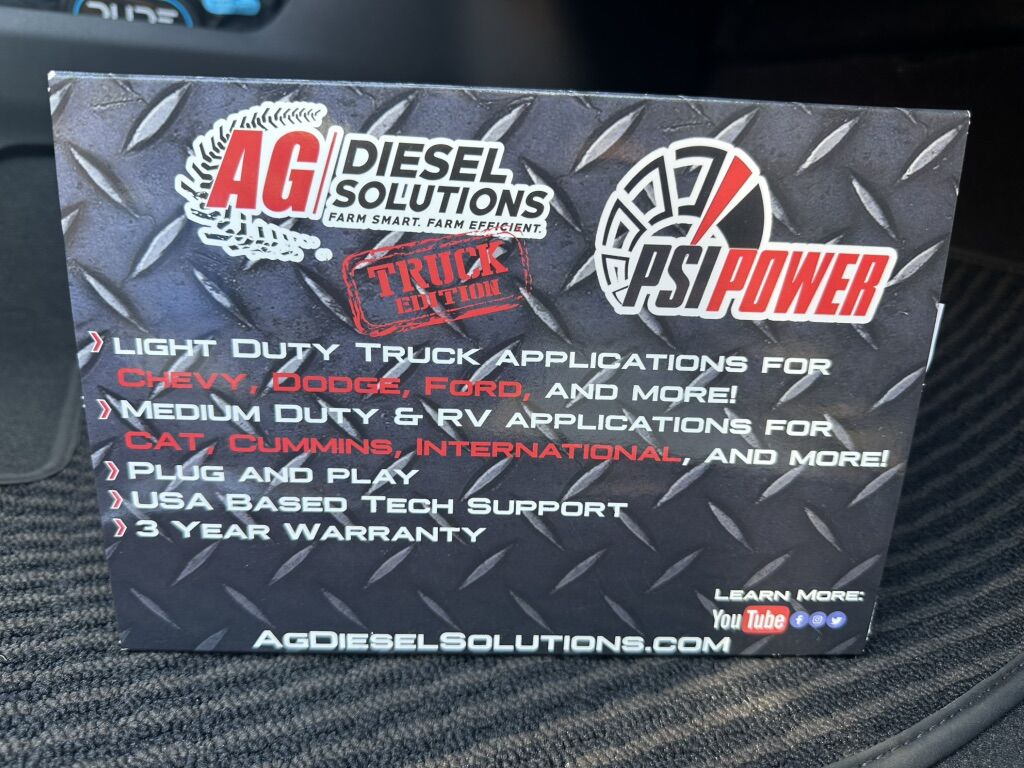 AG DIESEL
SOLUTIONS
FARM SMART. FARM EFFICIENT.
TRUCK
EDITION
PSIPOWER
LIGHT DUTY TRUCK APPLICATIONS FOR
CHEVY, DODGE, FORD, AND MORE!
MEDIUM DUTY & RV APPLICATIONS FOR
CAT, CUMMINS, INTERNATIONAL, AND MORE!
PLUG AND PLAY
USA BASED TECH SUPPORT
3 YEAR WARRANTY
LEARN MORE:
YouTube
AGDIESELSOLUTIONS.COM